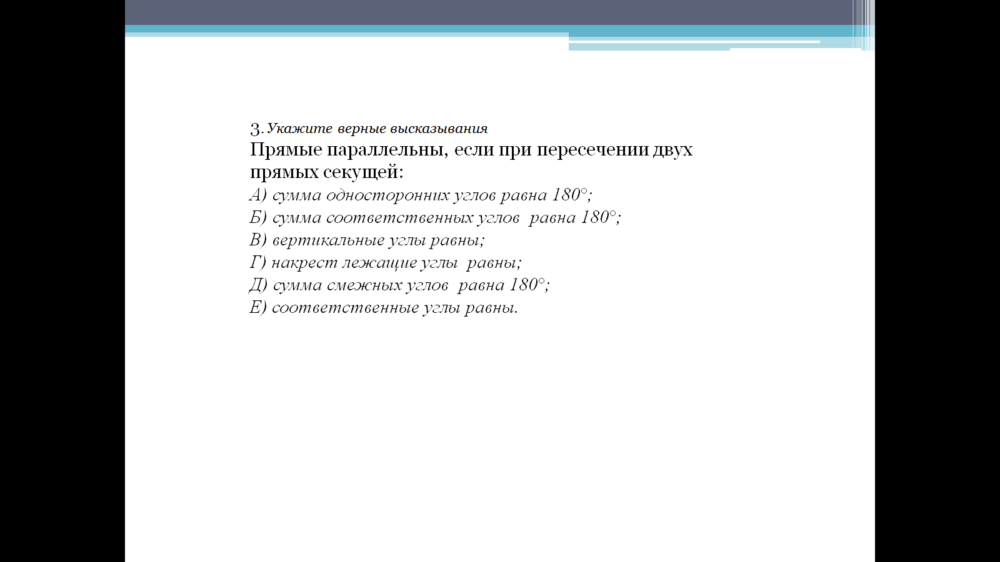 3. Укажите верные высказывания
Прямые параллельны, если при пересечении двух
прямых секущей:
А) сумма односторонних углов равна 180°;
Б) сумма соответственных углов  равна 180°;
В) вертикальные углы равны;
Г) накрест лежащие углы  равны;
Д) сумма смежных углов  равна 180°;
Е) соответственные углы равны.